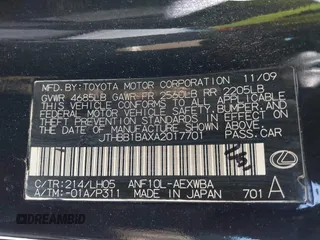 MFD.BY:TOYOTA MOTOR CORPORATION 11/09
GVWR 4685LB GAWR FR 2560LB RR 2205LB
THIS VEHICLE CONFORMS TO ALL APPLICABLE
FEDERAL MOTOR VEHICLE SAFETY, BUMPER, AND
THEFT PREVENTION STANDARDS IN EFFECT ON
THE DATE OF MANUFACTURE SHOWN ABOVE.
JTHBB1BAXA2017701 PASS.CAR
C/TR:214/LH05 ANF10L-AEXWBA
A/TM:-01A/P311 MADE IN JAPAN 701 A
DREAMBID